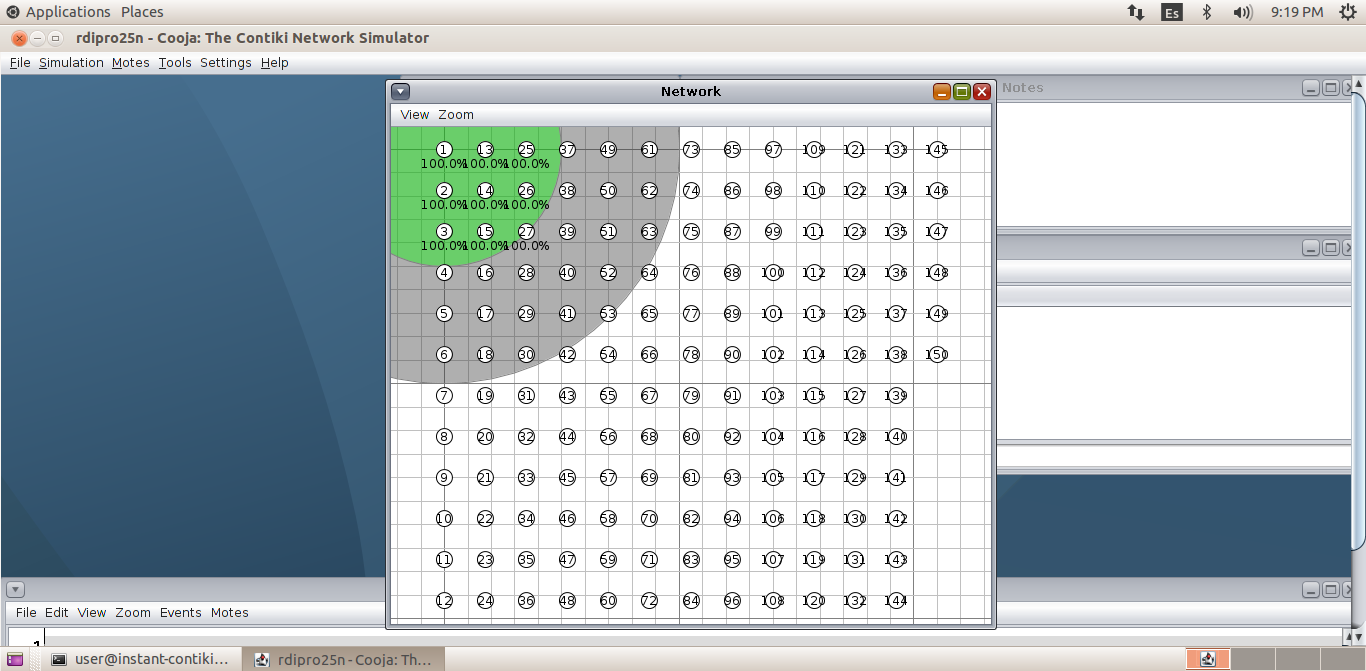 Applications Places Es 9:19 PM
rdipro25n - Cooja: The Contiki Network Simulator
File Simulation Motes Tools Settings Help
Network
Notes
View Zoom
1 13 25 37 49 61 73 85 97 109 121 133 145
100.0% 100.0% 100.0%
2 14 26 38 50 62 74 86 98 110 122 134 146
100.0% 100.0% 100.0%
3 15 27 39 51 63 75 87 99 111 123 135 147
100.0% 100.0% 100.0%
4 16 28 40 52 64 76 88 100 112 124 136 148
5 17 29 41 53 65 77 89 101 113 125 137 149
6 18 30 42 54 66 78 90 102 114 126 138 150
7 19 31 43 55 67 79 91 103 115 127 139
8 20 32 44 56 68 80 92 104 116 128 140
9 21 33 45 57 69 81 93 105 117 129 141
10 22 34 46 58 70 82 94 106 118 130 142
11 23 35 47 59 71 83 95 107 119 131 143
12 24 36 48 60 72 84 96 108 120 132 144
File Edit View Zoom Events Motes
1
user@instant-contiki... rdipro25n - Cooja: The Contiki Network Sim...